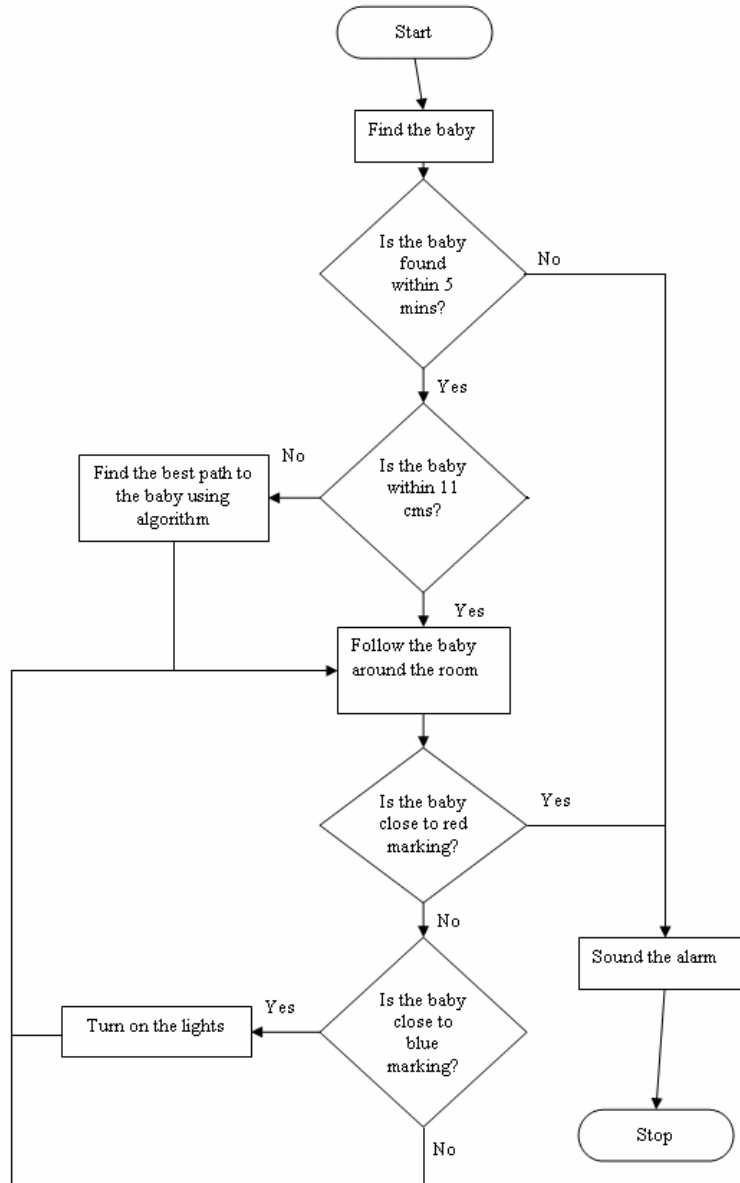 Start
Find the baby
Is the baby
found
within 5
mins?
No
Yes
Is the baby
within 11
cms?
No
Find the best path to
the baby using
algorithm
Yes
Follow the baby
around the room
Is the baby
close to red
marking?
Yes
No
Sound the alarm
Is the baby
close to
blue
marking?
Yes
Turn on the lights
No
Stop